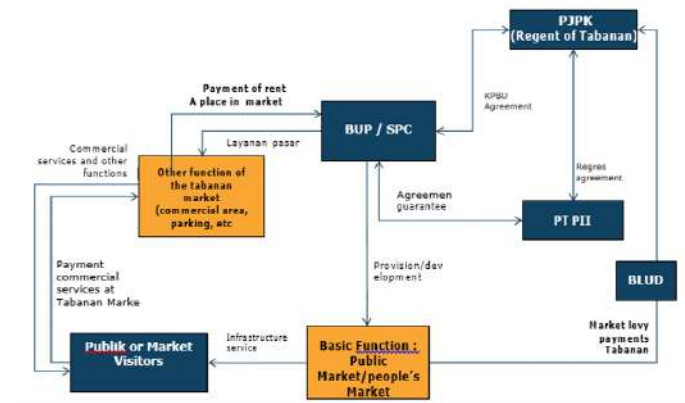 PJPK
(Regent of Tabanan)
Payment of rent
A place in market
KPBU
Agreement
BUP / SPC
Layanan pasar
Commercial
services and other
functions
Other function of
the tabanan
market
(commercial area,
parking, etc
Regres
agreement.
Agreemen
guarantee
PT PII
Payment
commercial
services at
Tabanan Marke
Provision/dev
elopment
BLUD
Market levy
payments
Tabanan
Publik or Market
Visitors
Infrastructure
service
Basic Function :
Public
Market/people's
Market